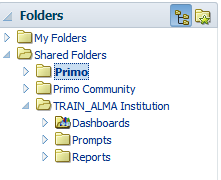 Folders
My Folders
Shared Folders
Primo
Primo Community
TRAIN_ALMA Institution
Dashboards
Prompts
Reports